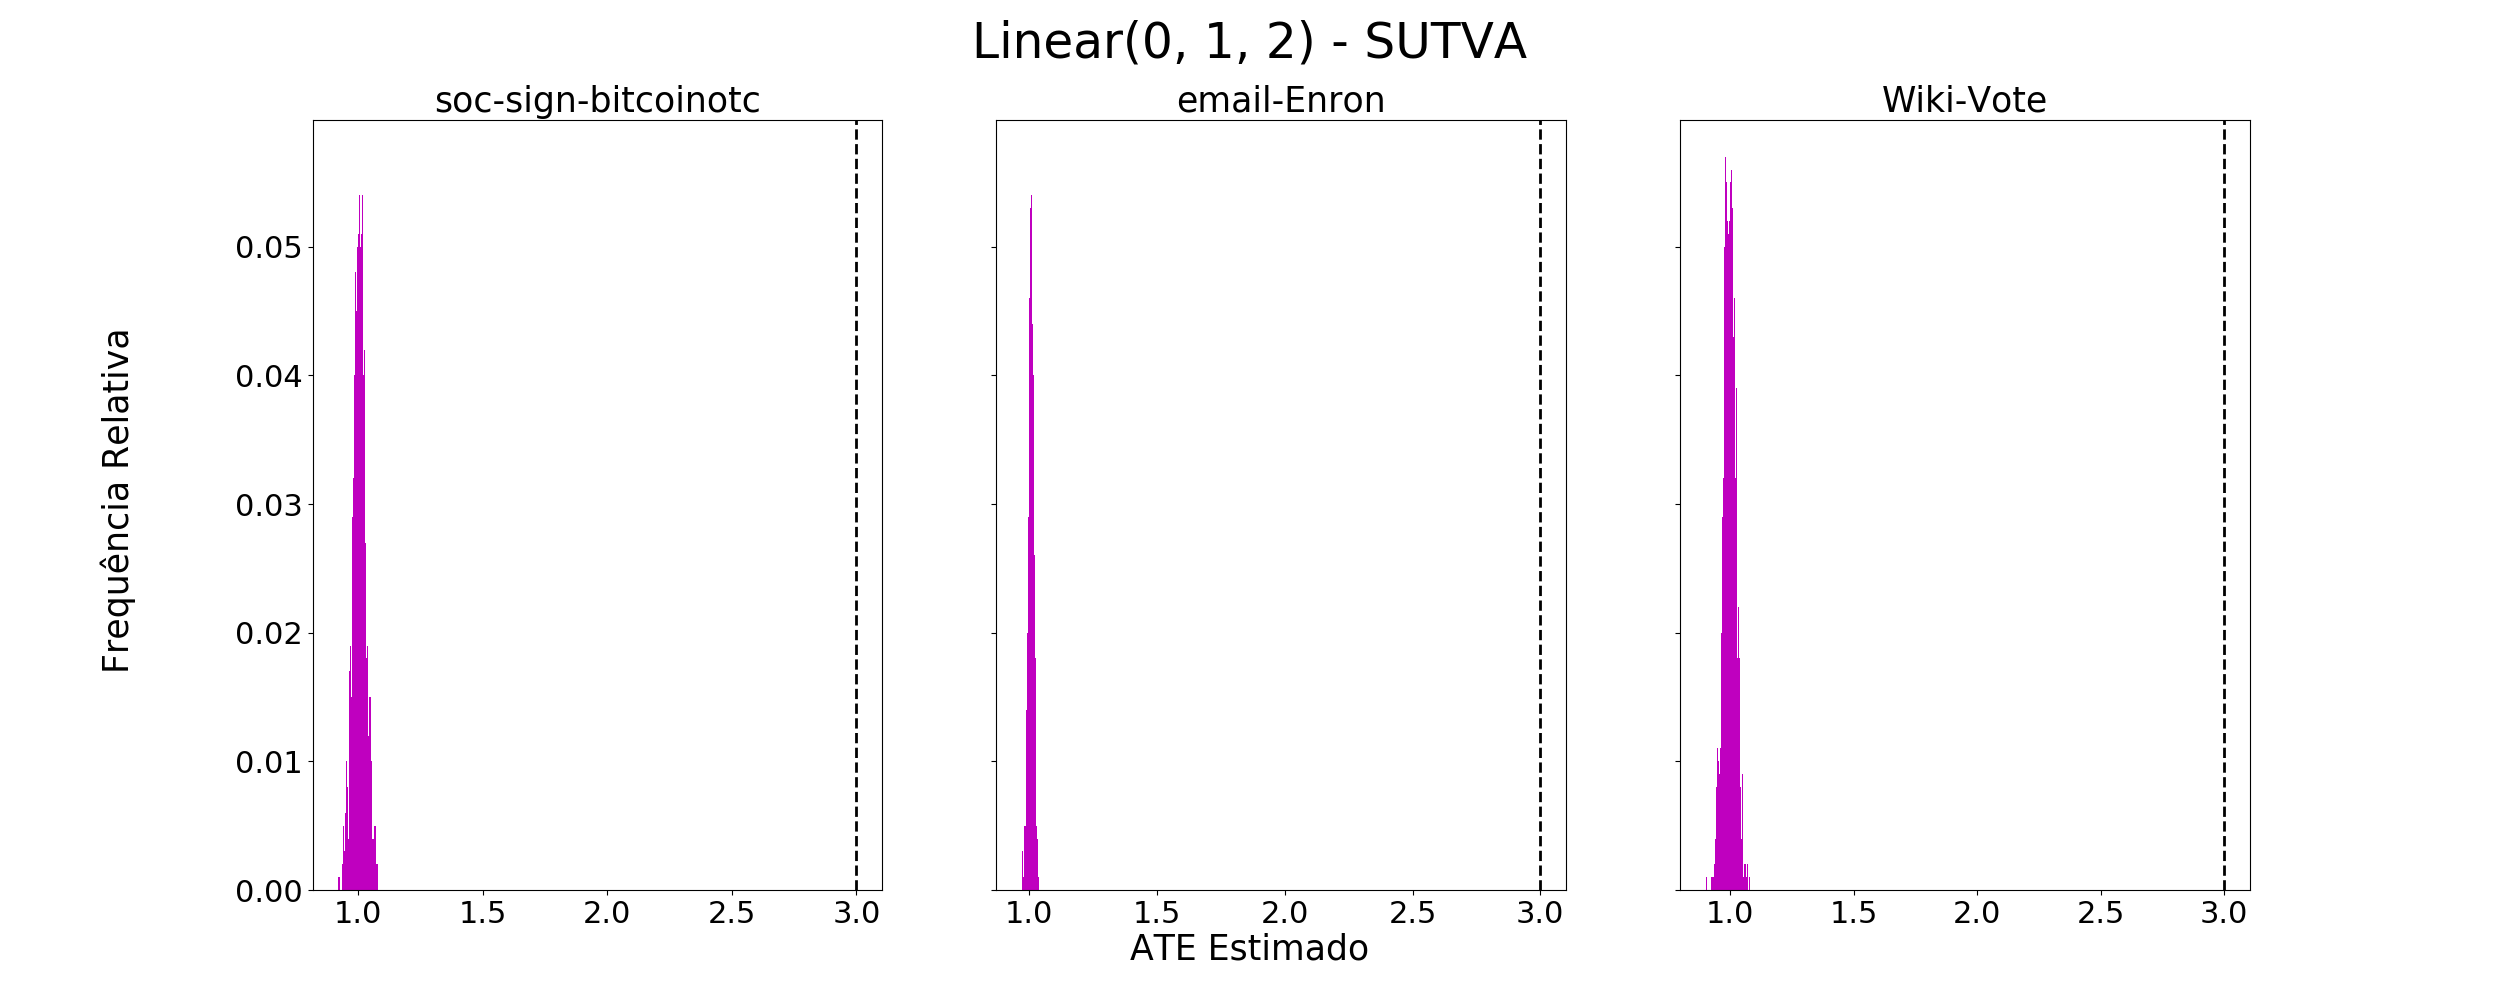 Linear(0, 1, 2) - SUTVA
soc-sign-bitcoinotc
email-Enron
Wiki-Vote
Frequência Relativa
0.05
0.04
0.03
0.02
0.01
0.00
1.0 1.5 2.0 2.5 3.0
1.0 1.5 2.0 2.5 3.0
1.0 1.5 2.0 2.5 3.0
ATE Estimado